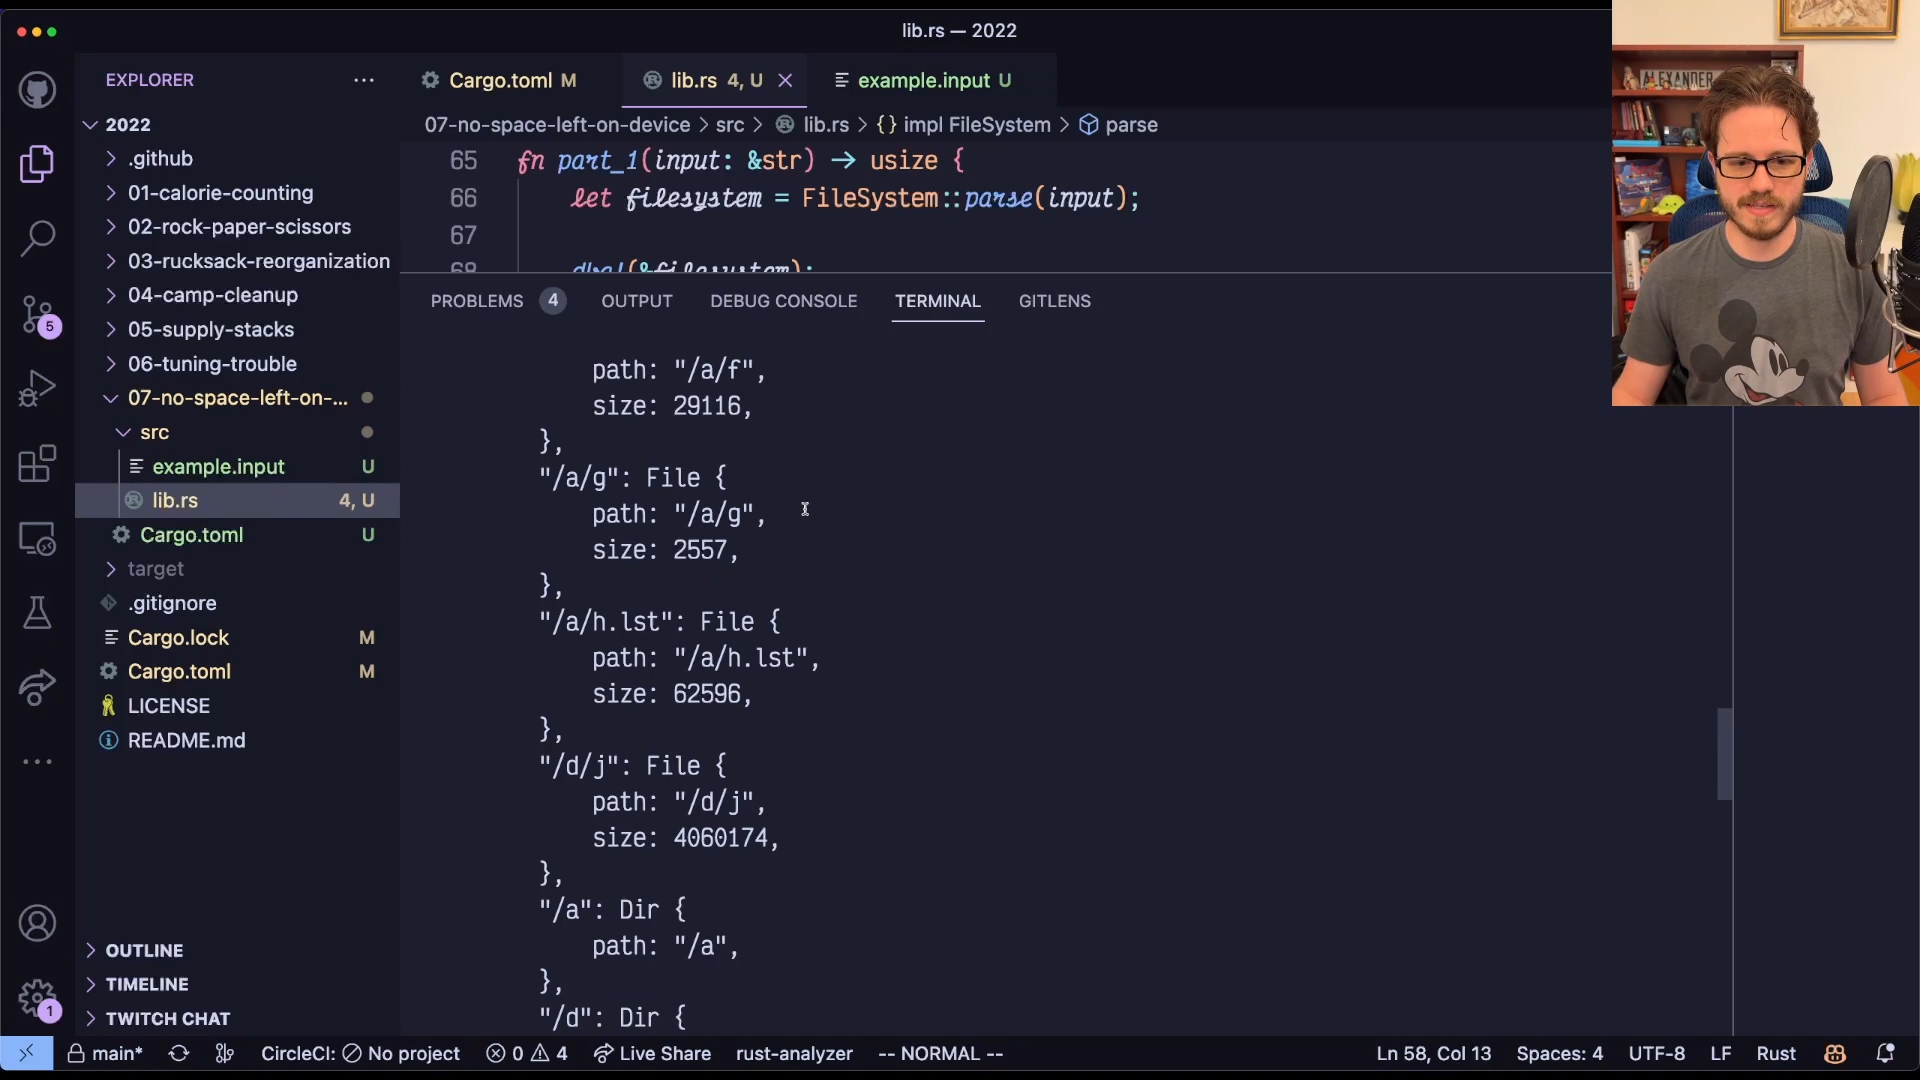 lib.rs — 2022
EXPLORER
2022
.github
01-calorie-counting
02-rock-paper-scissors
03-rucksack-reorganization
04-camp-cleanup
05-supply-stacks
06-tuning-trouble
07-no-space-left-on-...
src
example.input U
lib.rs 4, U
Cargo.toml U
target
.gitignore
Cargo.lock M
Cargo.toml M
LICENSE
README.md
OUTLINE
TIMELINE
TWITCH CHAT
5
1
Cargo.toml M
lib.rs 4, U
example.input U
07-no-space-left-on-device > src > lib.rs > {} impl FileSystem > parse
65 fn part_1(input: &str) → usize {
66 let filesystem = FileSystem::parse(input);
67
68 dbg!(&filesystem);
PROBLEMS 4 OUTPUT DEBUG CONSOLE TERMINAL GITLENS
path: "/a/f",
size: 29116,
},
"/a/g": File {
path: "/a/g",
size: 2557,
},
"/a/h.lst": File {
path: "/a/h.lst",
size: 62596,
},
"/d/j": File {
path: "/d/j",
size: 4060174,
},
"/a": Dir {
path: "/a",
},
"/d": Dir {
main* CircleCI: No project 0 4 Live Share rust-analyzer -- NORMAL -- Ln 58, Col 13 Spaces: 4 UTF-8 LF Rust
ALEXANDER